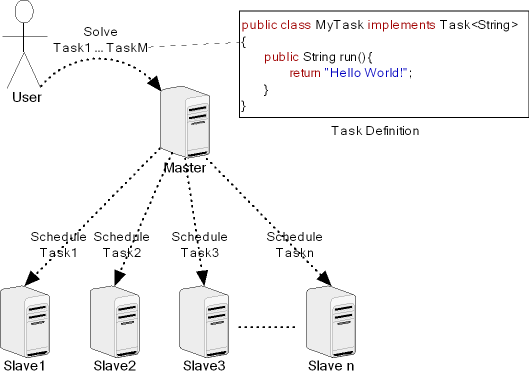 Solve
Task1 ... TaskM
User
public class MyTask implements Task<String>
{
public String run(){
return "Hello World!";
}
}
Task Definition
Master
Schedule
Task1
Schedule
Task2
Schedule
Task3
Schedule
Taskn
Slave1
Slave2
Slave3
Slave n